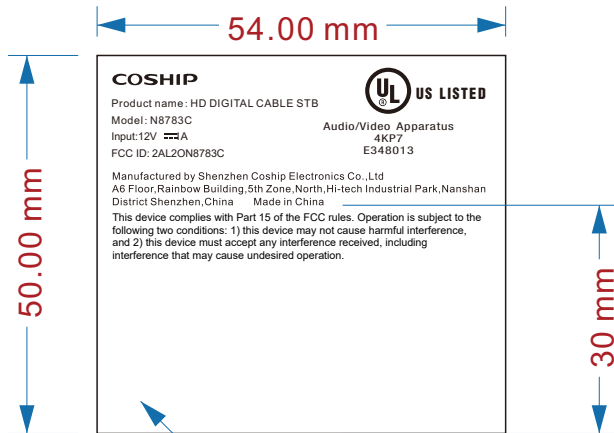 54.00 mm
COSHIP
UL ® US LISTED
Product name: HD DIGITAL CABLE STB
Model: N8783C
Audio/Video Apparatus
Input:12V ⎓1A
4KP7
FCC ID: 2AL2ON8783C
E348013
Manufactured by Shenzhen Coship Electronics Co.,Ltd
A6 Floor,Rainbow Building,5th Zone,North,Hi-tech Industrial Park,Nanshan
District Shenzhen,China Made in China
This device complies with Part 15 of the FCC rules. Operation is subject to the
following two conditions: 1) this device may not cause harmful interference,
and 2) this device must accept any interference received, including
interference that may cause undesired operation.
50.00 mm
30 mm